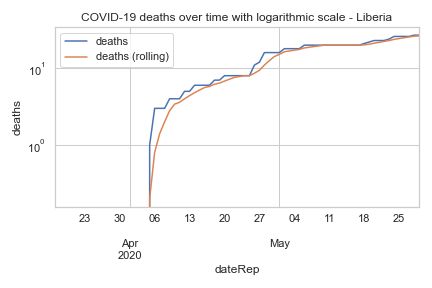 COVID-19 deaths over time with logarithmic scale - Liberia
deaths
deaths (rolling)
10¹
10⁰
deaths
23 30 06 13 20 27 04 11 18 25
Apr May
2020
dateRep